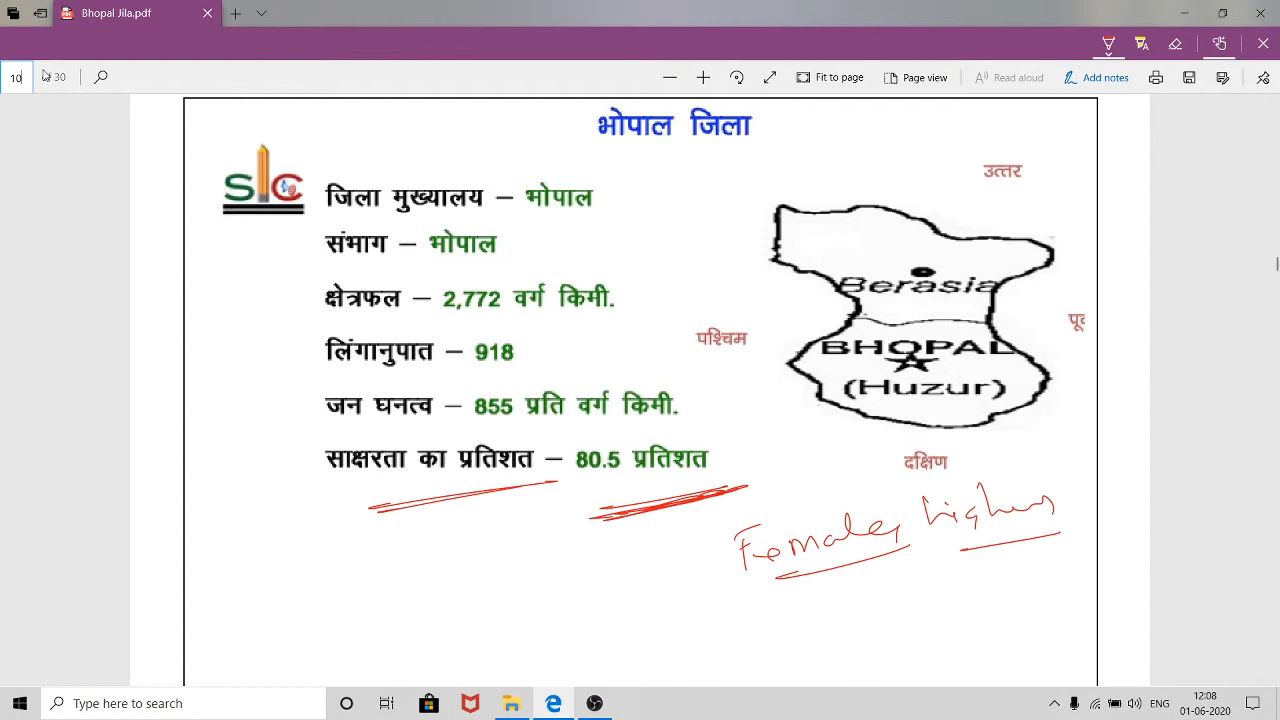 Bhopal Jila.pdf
10 of 30
Fit to page
Page view
Read aloud
Add notes
भोपाल जिला
SIC
जिला मुख्यालय – भोपाल
संभाग – भोपाल
क्षेत्रफल – 2,772 वर्ग किमी.
लिंगानुपात – 918
जन घनत्व – 855 प्रति वर्ग किमी.
साक्षरता का प्रतिशत – 80.5 प्रतिशत
उत्तर
Berasia
पश्चिम
BHOPAL
(Huzur)
दक्षिण
Type here to search
ENG
12:08
01-06-2020